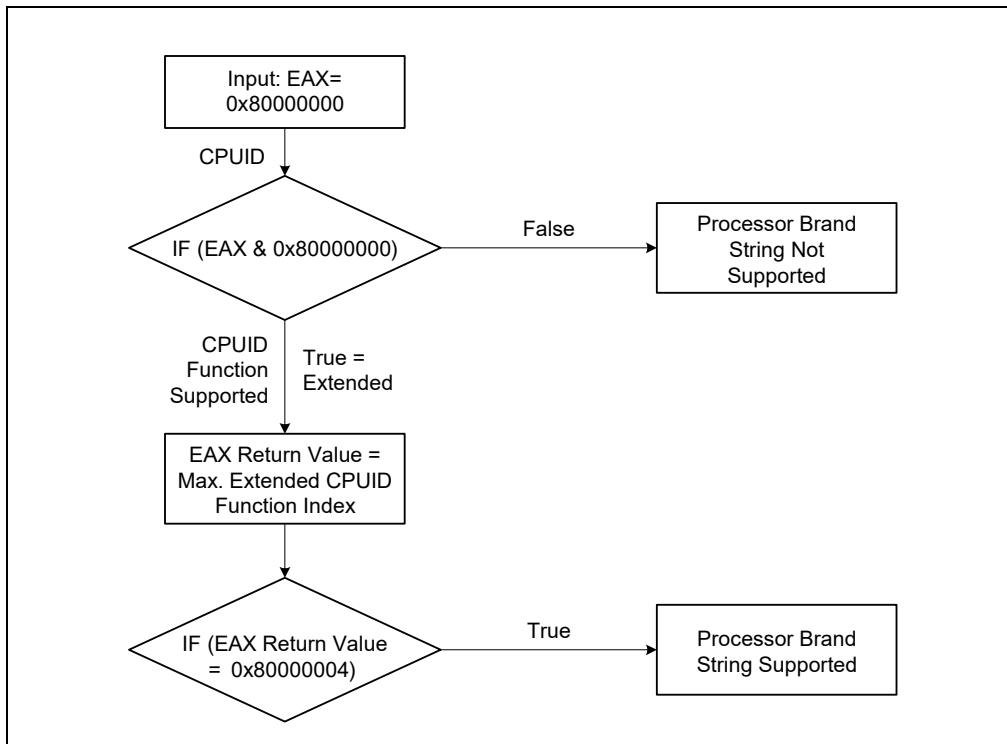 Input: EAX=
0x80000000
CPUID
IF (EAX & 0x80000000)
False
Processor Brand
String Not
Supported
CPUID
Function
Supported
True =
Extended
EAX Return Value =
Max. Extended CPUID
Function Index
IF (EAX Return Value
= 0x80000004)
True
Processor Brand
String Supported